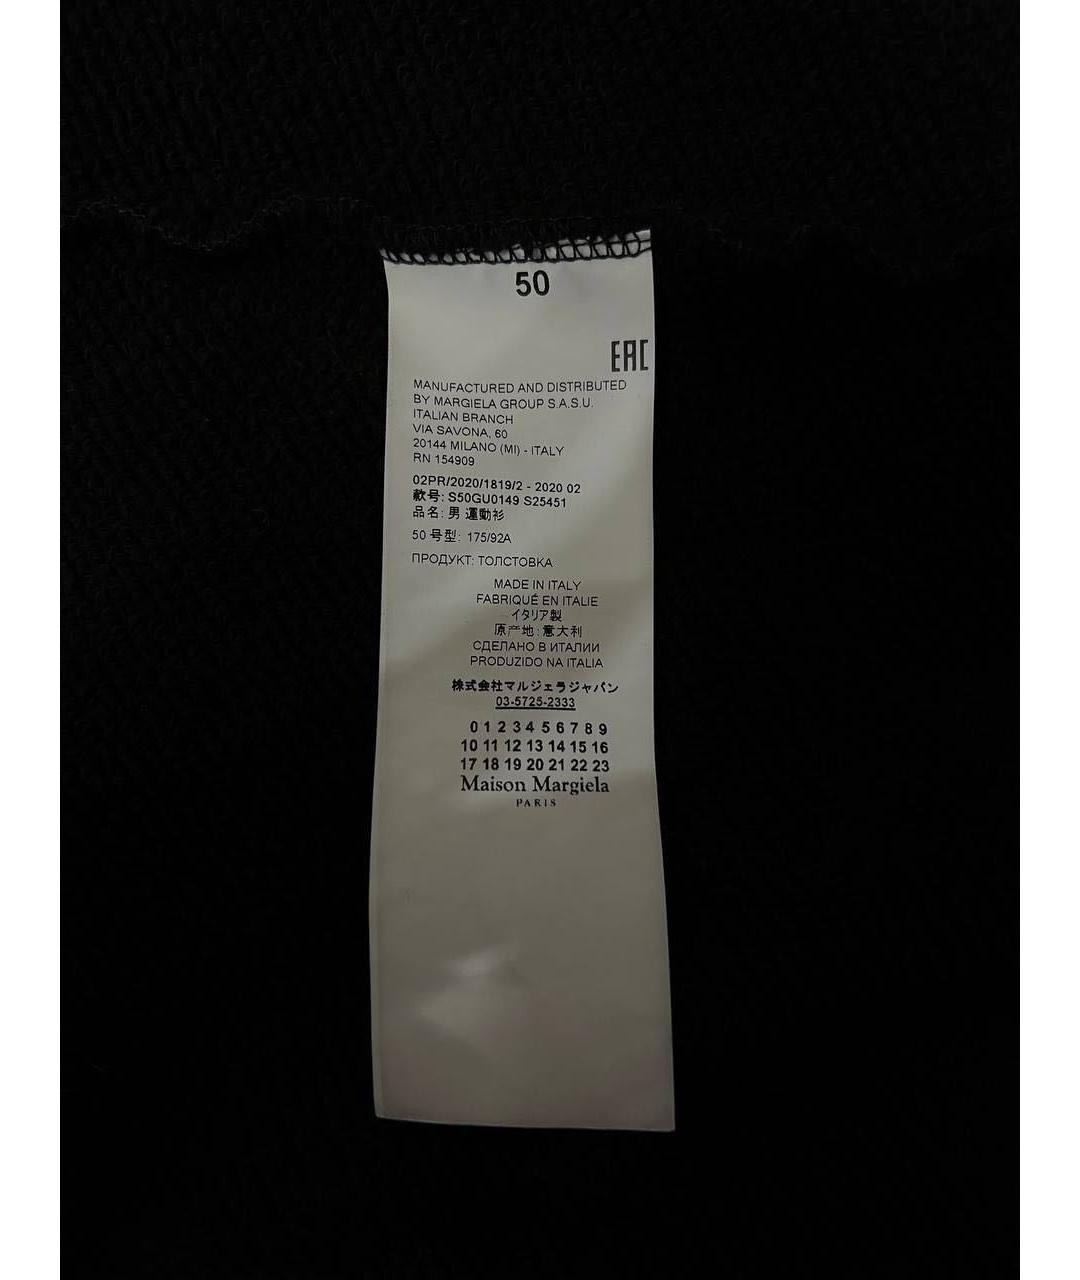 50
EAC
MANUFACTURED AND DISTRIBUTED
BY MARGIELA GROUP S.A.S.U.
ITALIAN BRANCH
VIA SAVONA, 60
20144 MILANO (MI) - ITALY
RN 154909
02PR/2020/1819/2 - 2020 02
款号: S50GU0149 S25451
品名: 男 運動衫
50 号型: 175/92A
ПРОДУКТ: ТОЛСТОВКА
MADE IN ITALY
FABRIQUÉ EN ITALIE
イタリア製
原产地: 意大利
СДЕЛАНО В ИТАЛИИ
PRODUZIDO NA ITALIA
株式会社マルジェラジャパン
03-5725-2333
0 1 2 3 4 5 6 7 8 9
10 11 12 13 14 15 16
17 18 19 20 21 22 23
Maison Margiela
PARIS